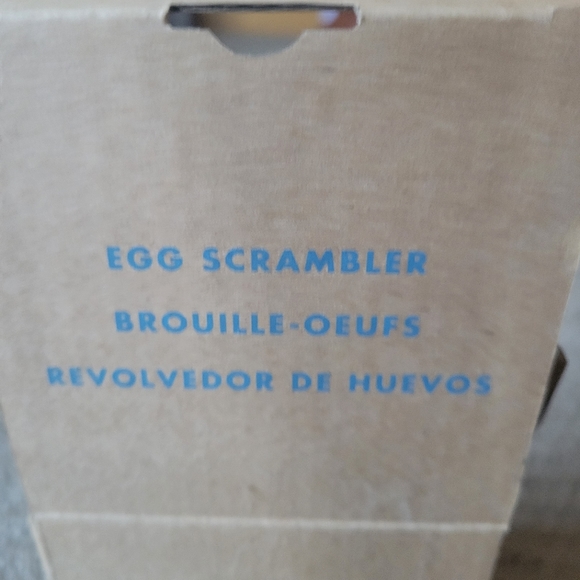 EGG SCRAMBLER
BROUILLE-OEUFS
REVOLVEDOR DE HUEVOS